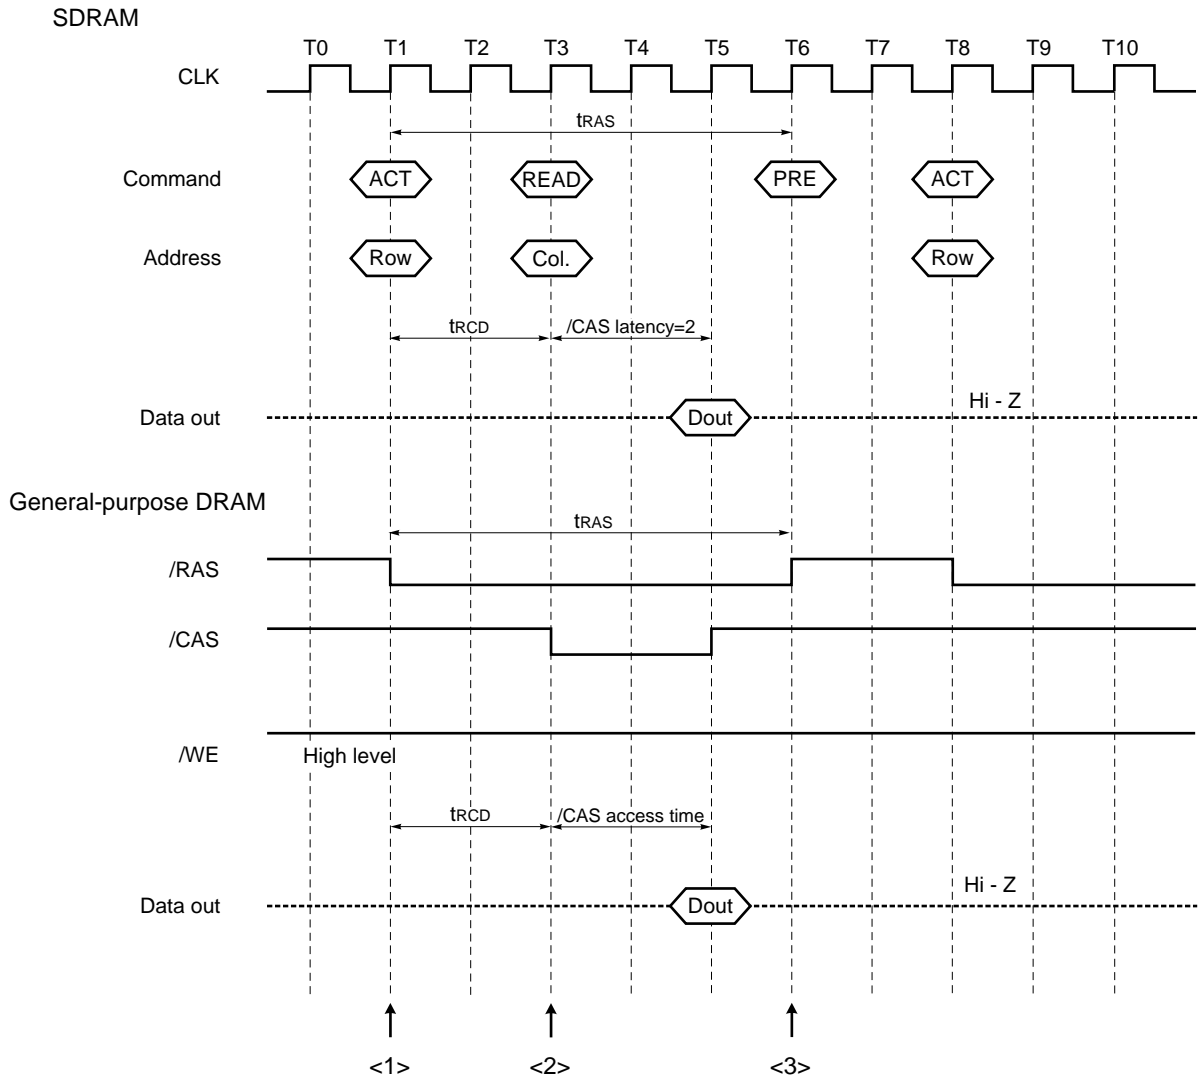 SDRAM
T0 T1 T2 T3 T4 T5 T6 T7 T8 T9 T10
CLK
tRAS
Command ACT READ PRE ACT
Address Row Col. Row
tRCD /CAS latency=2
Hi - Z
Data out Dout
General-purpose DRAM
tRAS
/RAS
/CAS
/WE High level
tRCD /CAS access time
Hi - Z
Data out Dout
<1> <2> <3>